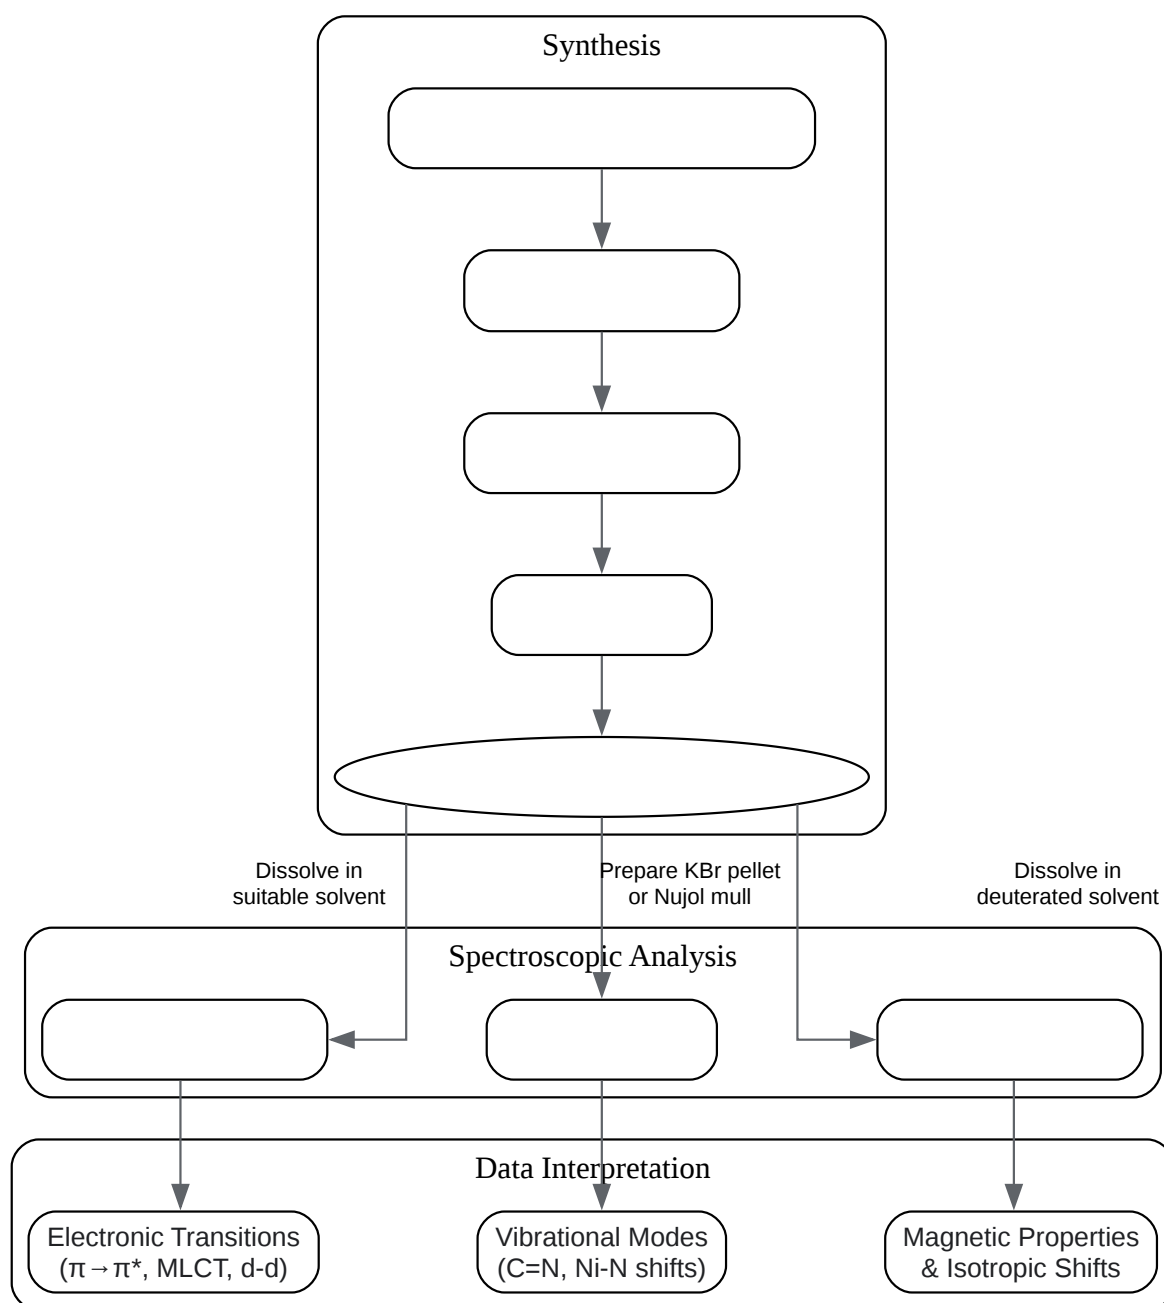 Synthesis
Dissolve in
suitable solvent
Prepare KBr pellet
or Nujol mull
Dissolve in
deuterated solvent
Spectroscopic Analysis
Data Interpretation
Electronic Transitions
(π→π*, MLCT, d-d)
Vibrational Modes
(C=N, Ni-N shifts)
Magnetic Properties
& Isotropic Shifts